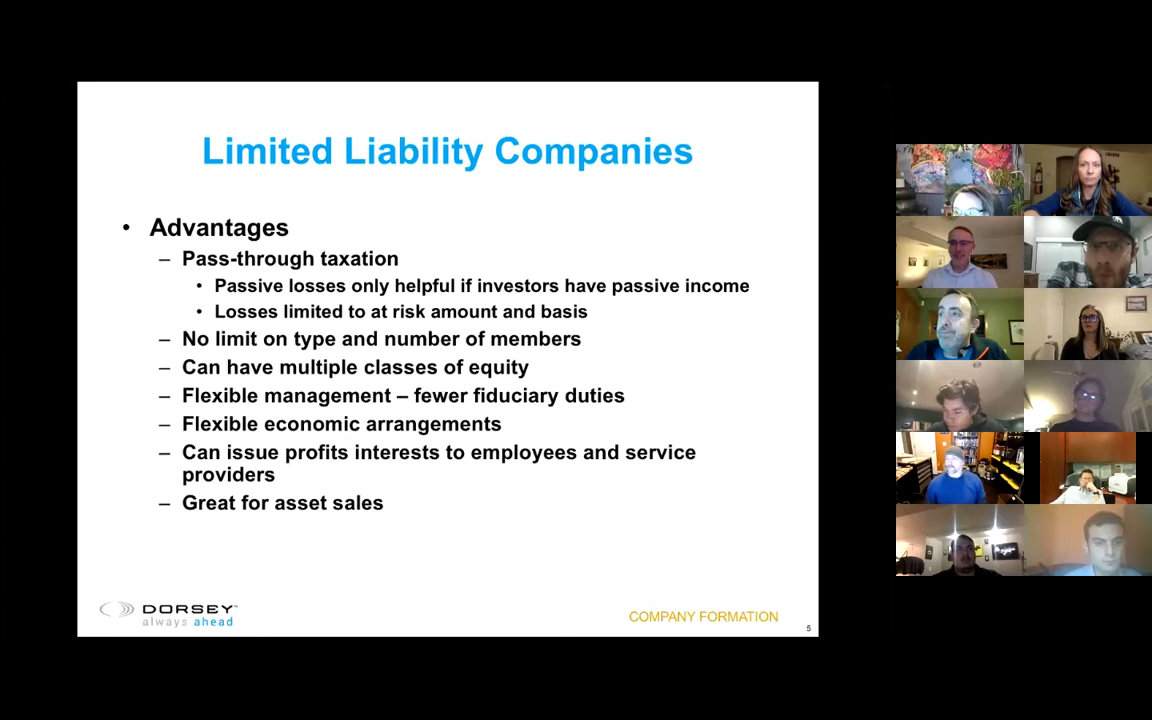 Limited Liability Companies
• Advantages
– Pass-through taxation
• Passive losses only helpful if investors have passive income
• Losses limited to at risk amount and basis
– No limit on type and number of members
– Can have multiple classes of equity
– Flexible management – fewer fiduciary duties
– Flexible economic arrangements
– Can issue profits interests to employees and service
providers
– Great for asset sales
DORSEY™
always ahead
COMPANY FORMATION
5